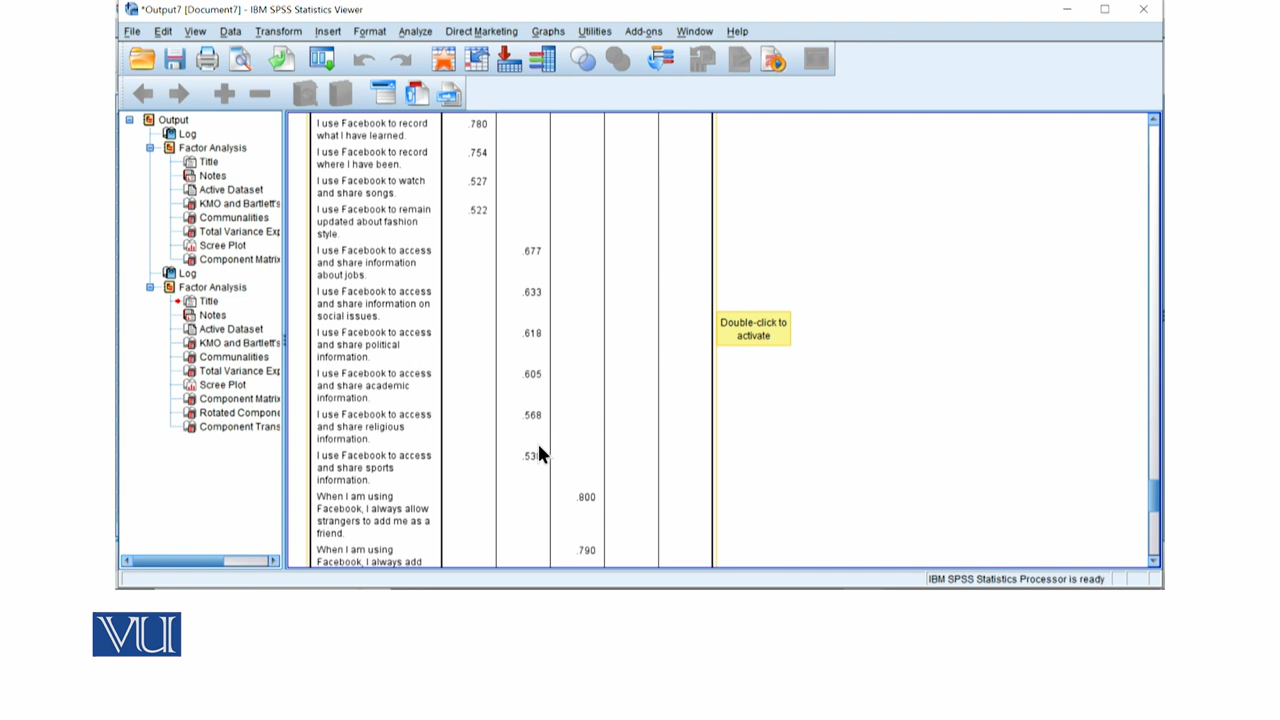 *Output7 [Document7] - IBM SPSS Statistics Viewer
File Edit View Data Transform Insert Format Analyze Direct Marketing Graphs Utilities Add-ons Window Help
Output
Log
Factor Analysis
Title
Notes
Active Dataset
KMO and Bartlett's
Communalities
Total Variance Exp
Scree Plot
Component Matrix
Log
Factor Analysis
Title
Notes
Active Dataset
KMO and Bartlett's
Communalities
Total Variance Exp
Scree Plot
Component Matrix
Rotated Compone
Component Trans
I use Facebook to record .780
what I have learned.
I use Facebook to record .754
where I have been.
I use Facebook to watch .527
and share songs.
I use Facebook to remain .522
updated about fashion
style.
I use Facebook to access .677
and share information
about jobs.
I use Facebook to access .633
and share information on
social issues.
I use Facebook to access .618
and share political
information.
I use Facebook to access .605
and share academic
information.
I use Facebook to access .568
and share religious
information.
I use Facebook to access
and share sports
information.
When I am using .800
Facebook, I always allow
strangers to add me as a
friend.
When I am using .790
Facebook, I always add
Double-click to
activate
IBM SPSS Statistics Processor is ready
VU